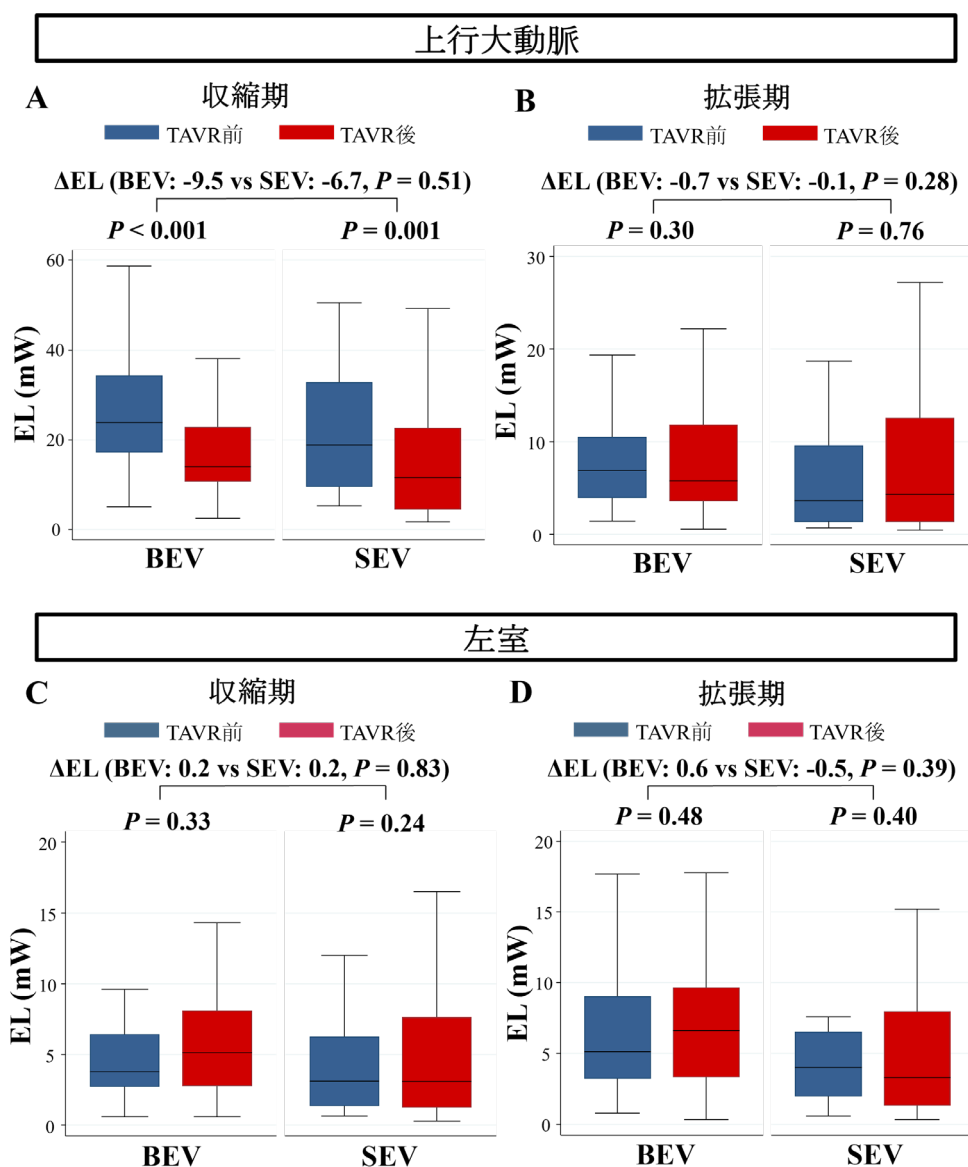 上行大動脈
A 収縮期
TAVR前 TAVR後
ΔEL (BEV: -9.5 vs SEV: -6.7, P = 0.51)
P < 0.001 P = 0.001
EL (mW)
60
40
20
0
BEV SEV
B 拡張期
TAVR前 TAVR後
ΔEL (BEV: -0.7 vs SEV: -0.1, P = 0.28)
P = 0.30 P = 0.76
EL (mW)
30
20
10
0
BEV SEV
左室
C 収縮期
TAVR前 TAVR後
ΔEL (BEV: 0.2 vs SEV: 0.2, P = 0.83)
P = 0.33 P = 0.24
EL (mW)
20
15
10
5
0
BEV SEV
D 拡張期
TAVR前 TAVR後
ΔEL (BEV: 0.6 vs SEV: -0.5, P = 0.39)
P = 0.48 P = 0.40
EL (mW)
20
15
10
5
0
BEV SEV